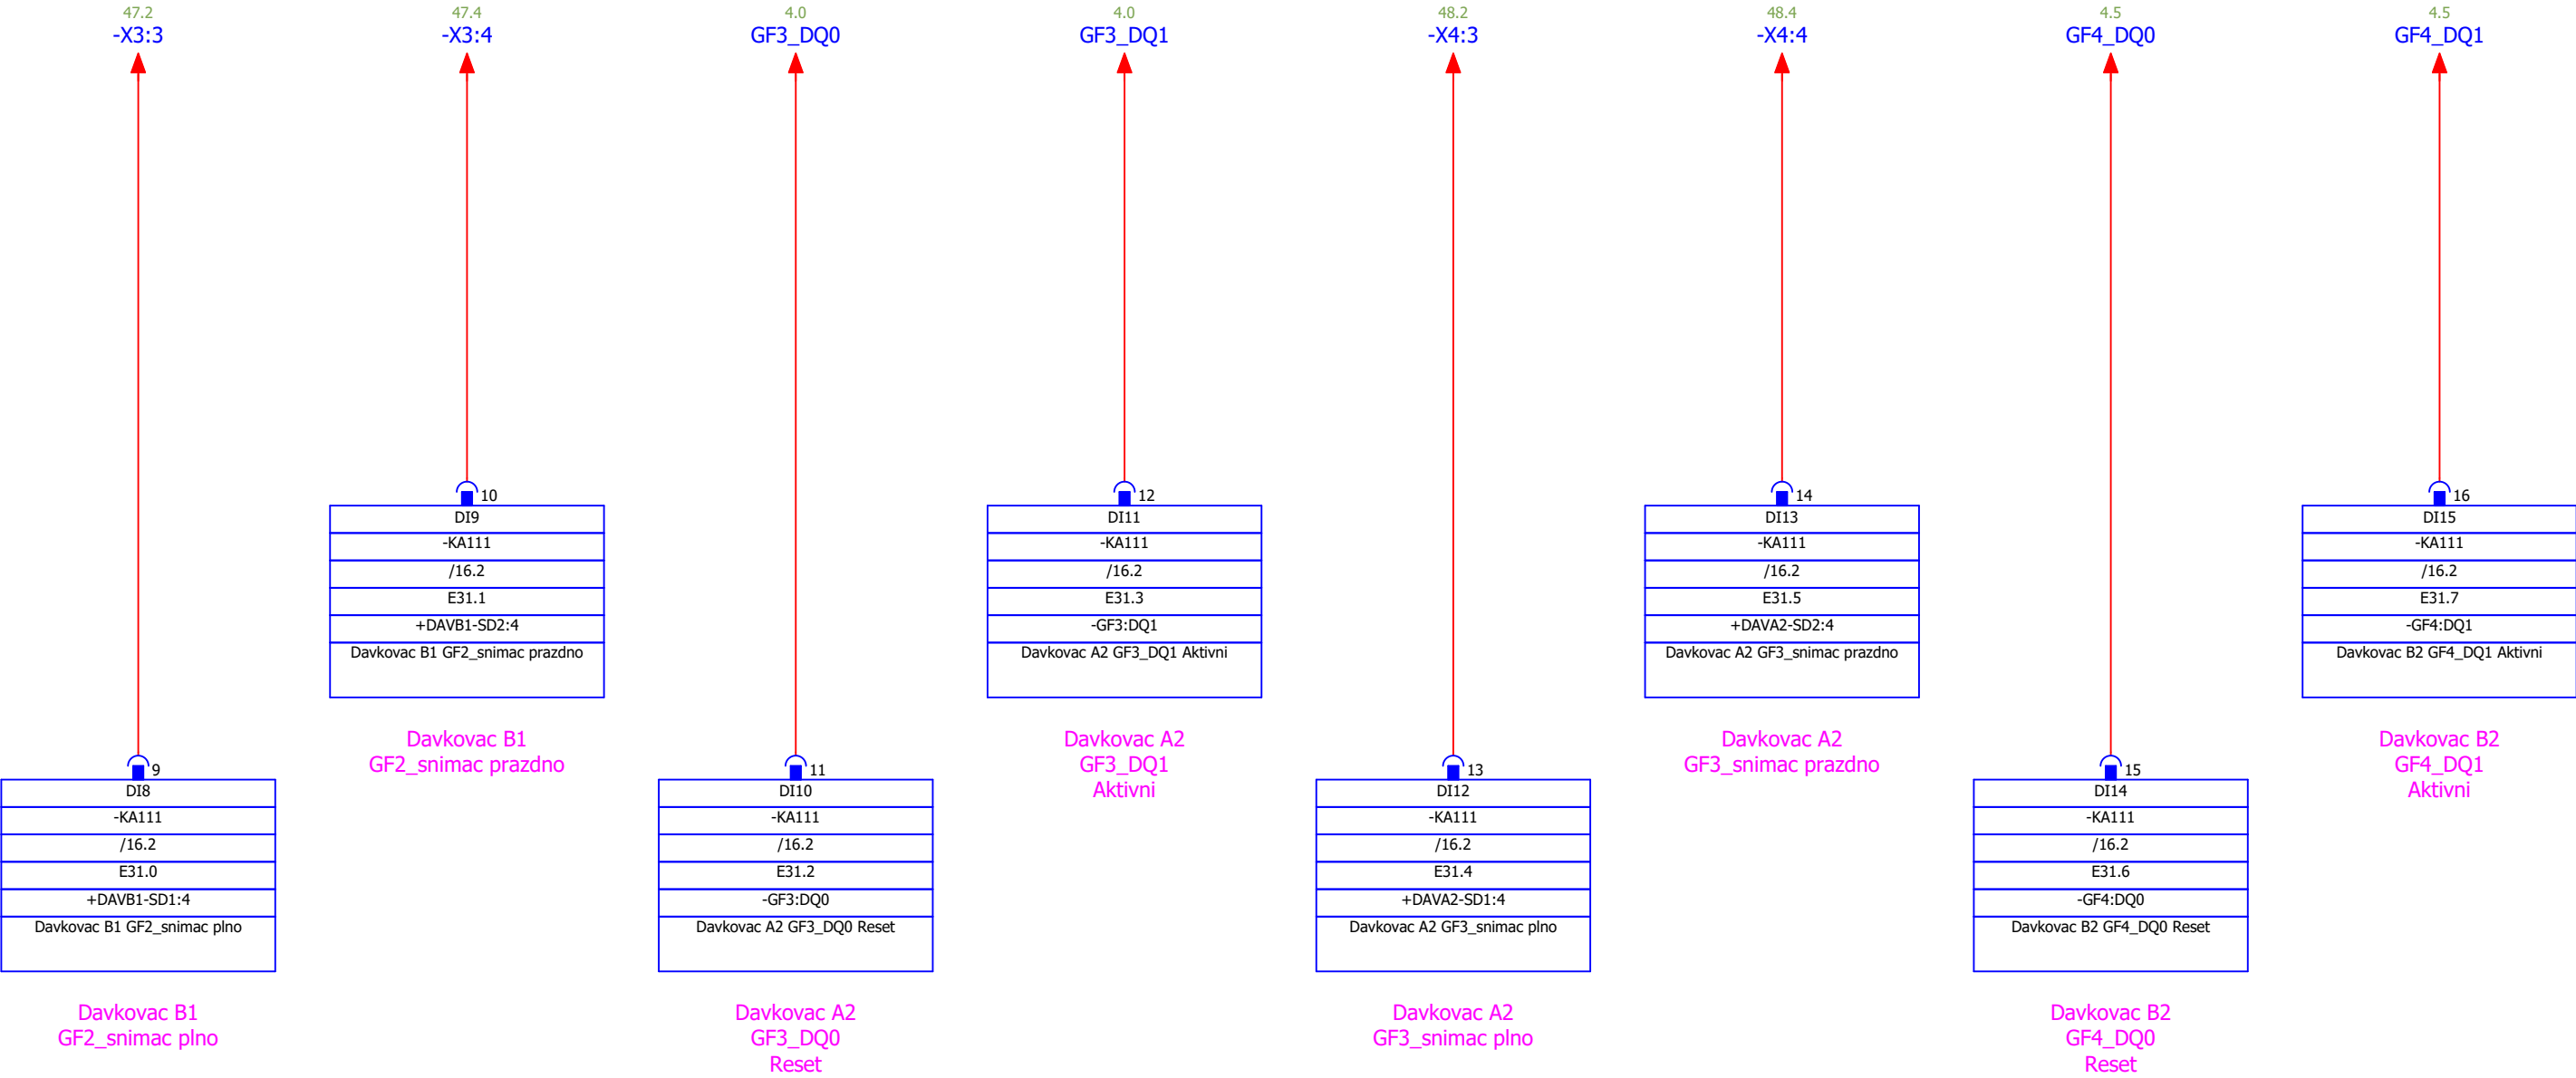 47.2
-X3:3
47.4
-X3:4
4.0
GF3_DQ0
4.0
GF3_DQ1
48.2
-X4:3
48.4
-X4:4
4.5
GF4_DQ0
4.5
GF4_DQ1
10
DI9
-KA111
/16.2
E31.1
+DAVB1-SD2:4
Davkovac B1 GF2_snimac prazdno
Davkovac B1
GF2_snimac prazdno
12
DI11
-KA111
/16.2
E31.3
-GF3:DQ1
Davkovac A2 GF3_DQ1 Aktivni
Davkovac A2
GF3_DQ1
Aktivni
14
DI13
-KA111
/16.2
E31.5
+DAVA2-SD2:4
Davkovac A2 GF3_snimac prazdno
Davkovac A2
GF3_snimac prazdno
16
DI15
-KA111
/16.2
E31.7
-GF4:DQ1
Davkovac B2 GF4_DQ1 Aktivni
Davkovac B2
GF4_DQ1
Aktivni
9
DI8
-KA111
/16.2
E31.0
+DAVB1-SD1:4
Davkovac B1 GF2_snimac plno
Davkovac B1
GF2_snimac plno
11
DI10
-KA111
/16.2
E31.2
-GF3:DQ0
Davkovac A2 GF3_DQ0 Reset
Davkovac A2
GF3_DQ0
Reset
13
DI12
-KA111
/16.2
E31.4
+DAVA2-SD1:4
Davkovac A2 GF3_snimac plno
Davkovac A2
GF3_snimac plno
15
DI14
-KA111
/16.2
E31.6
-GF4:DQ0
Davkovac B2 GF4_DQ0 Reset
Davkovac B2
GF4_DQ0
Reset